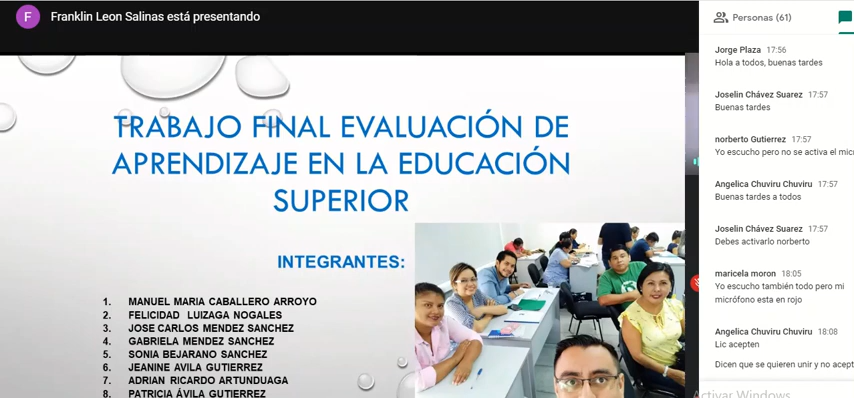 F
Franklin Leon Salinas está presentando
TRABAJO FINAL EVALUACIÓN DE
APRENDIZAJE EN LA EDUCACIÓN
SUPERIOR
INTEGRANTES:
1. MANUEL MARIA CABALLERO ARROYO
2. FELICIDAD LUIZAGA NOGALES
3. JOSE CARLOS MENDEZ SANCHEZ
4. GABRIELA MENDEZ SANCHEZ
5. SONIA BEJARANO SANCHEZ
6. JEANINE AVILA GUTIERREZ
7. ADRIAN RICARDO ARTUNDUAGA
8. PATRICIA ÁVILA GUTIERREZ
Personas (61)
Jorge Plaza 17:56
Hola a todos, buenas tardes
Joselin Chávez Suarez 17:57
Buenas tardes
norberto Gutierrez 17:57
Yo escucho pero no se activa el mic
Angelica Chuviru Chuviru 17:57
Buenas tardes a todos
Joselin Chávez Suarez 17:57
Debes activarlo norberto
maricela moron 18:05
Yo escucho también todo pero mi
micrófono esta en rojo
Angelica Chuviru Chuviru 18:08
Lic acepten
Dicen que se quieren unir y no acept
Activar Windows